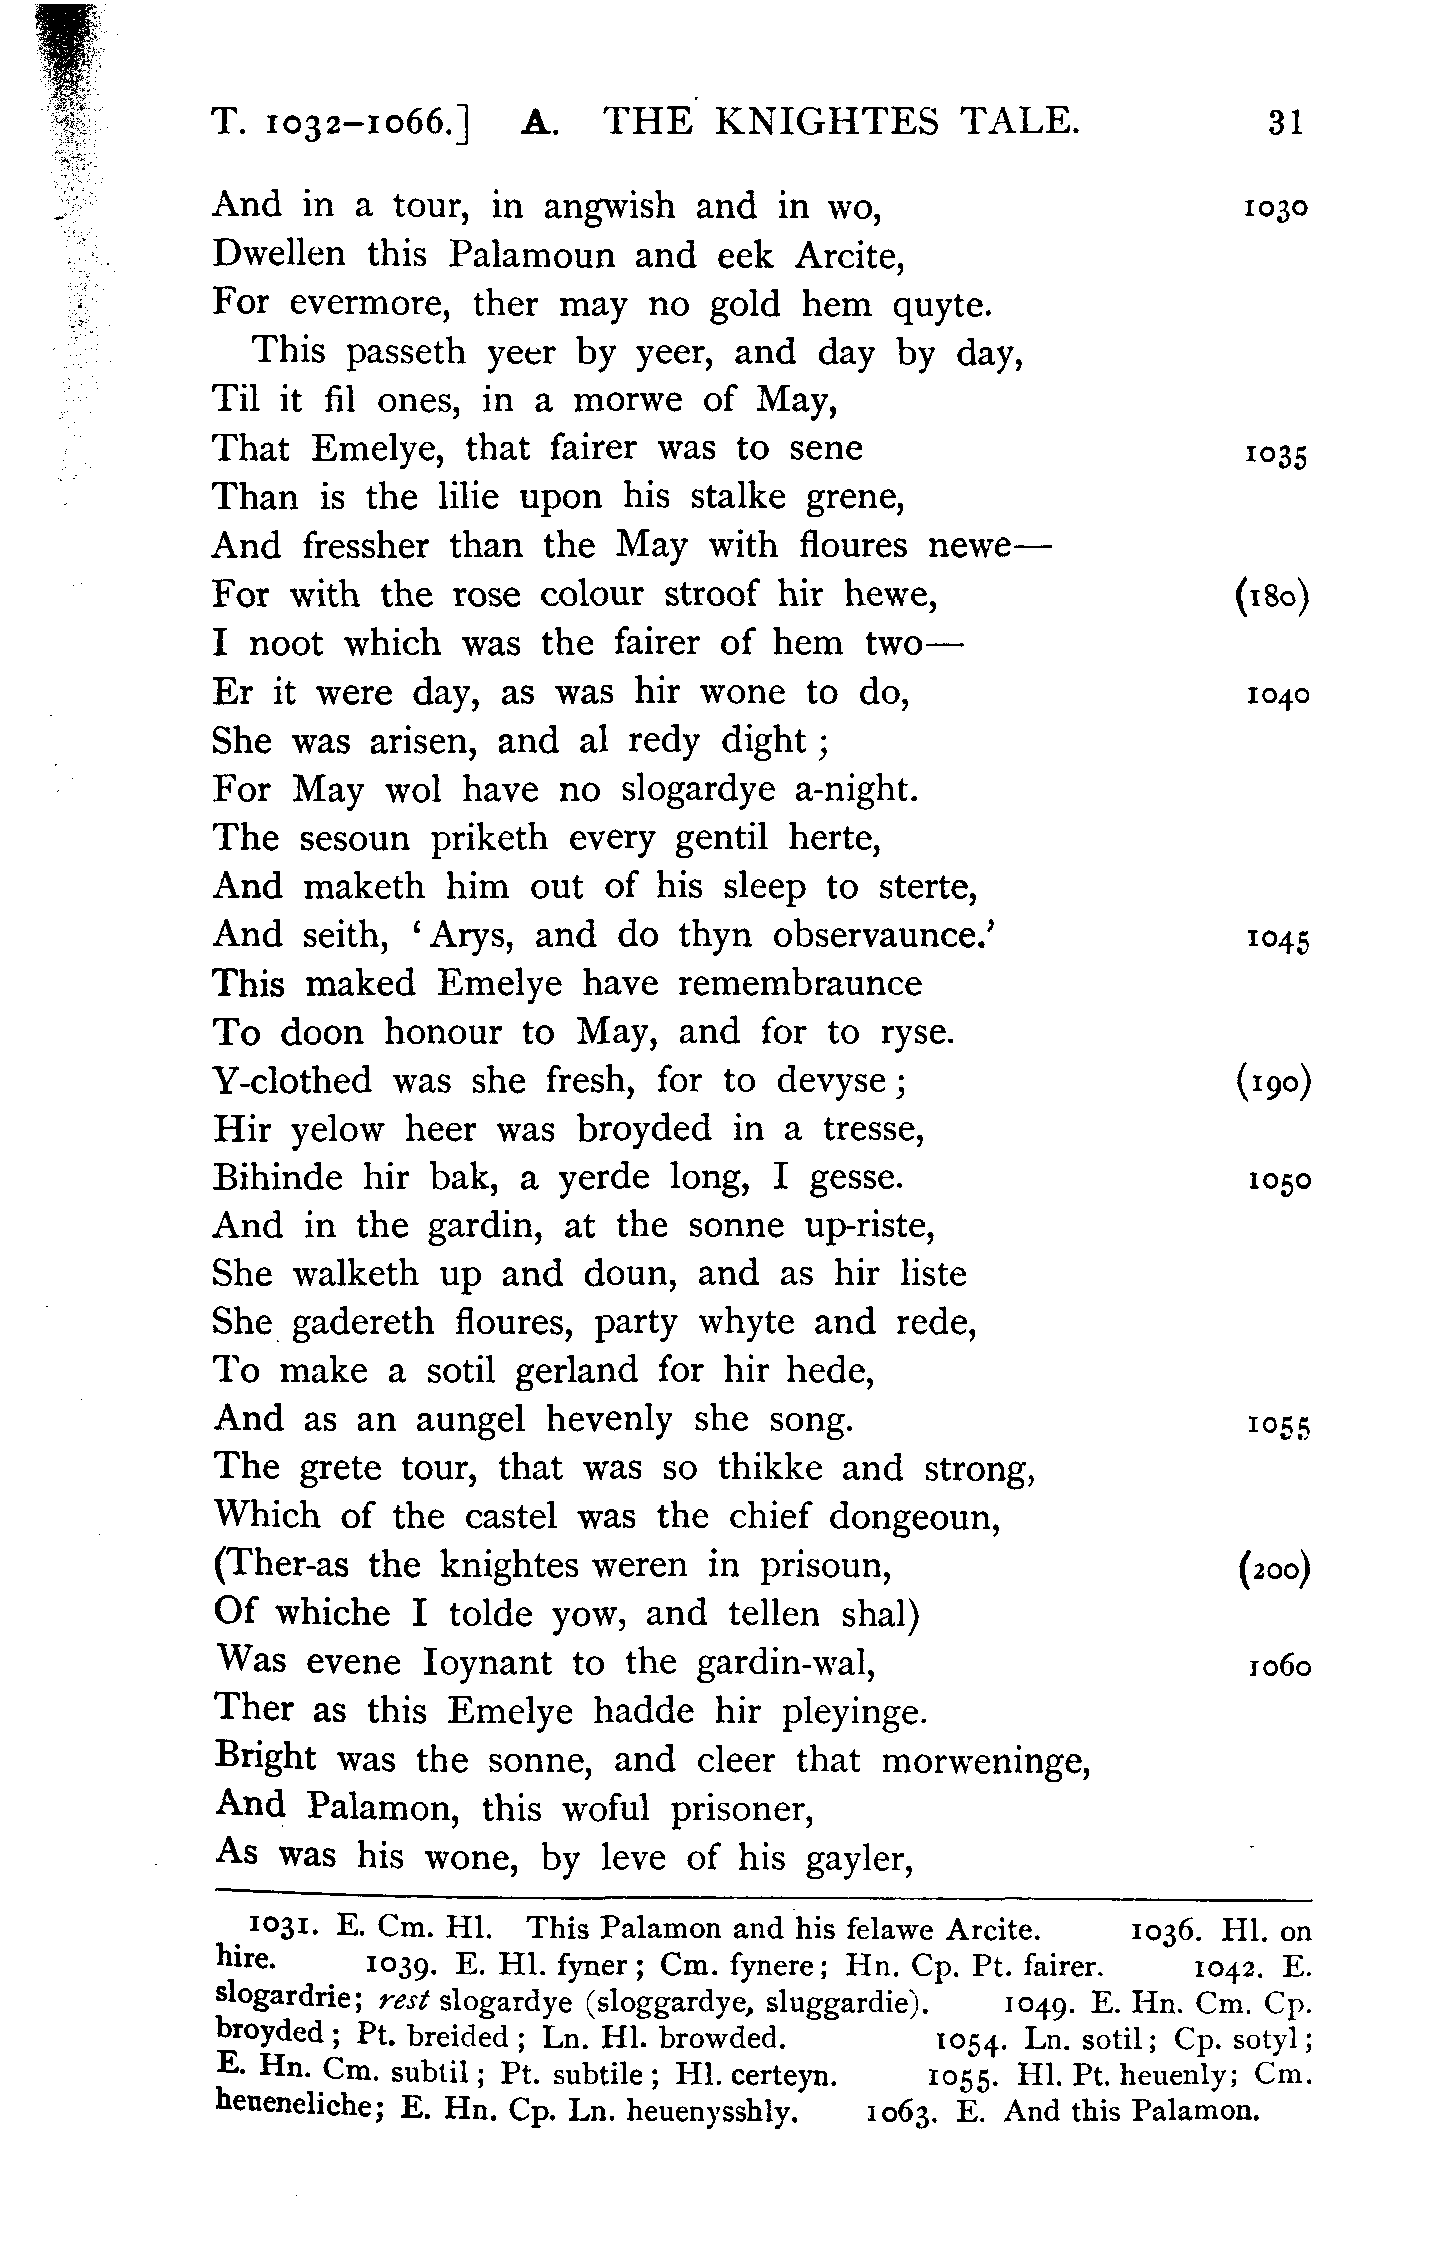 T. 1032–1066.] A. THE KNIGHTES TALE. 31
And in a tour, in angwish and in wo, 1030
Dwellen this Palamoun and eek Arcite,
For evermore, ther may no gold hem quyte.
This passeth yeer by yeer, and day by day,
Til it fil ones, in a morwe of May,
That Emelye, that fairer was to sene 1035
Than is the lilie upon his stalke grene,
And fressher than the May with floures newe—
For with the rose colour stroof hir hewe, (180)
I noot which was the fairer of hem two—
Er it were day, as was hir wone to do, 1040
She was arisen, and al redy dight ;
For May wol have no slogardye a-night.
The sesoun priketh every gentil herte,
And maketh him out of his sleep to sterte,
And seith, ‘Arys, and do thyn observaunce.’ 1045
This maked Emelye have remembraunce
To doon honour to May, and for to ryse.
Y-clothed was she fresh, for to devyse ; (190)
Hir yelow heer was broyded in a tresse,
Bihinde hir bak, a yerde long, I gesse. 1050
And in the gardin, at the sonne up-riste,
She walketh up and doun, and as hir liste
She gadereth floures, party whyte and rede,
To make a sotil gerland for hir hede,
And as an aungel hevenly she song. 1055
The grete tour, that was so thikke and strong,
Which of the castel was the chief dongeoun,
(Ther-as the knightes weren in prisoun, (200)
Of whiche I tolde yow, and tellen shal)
Was evene Ioynant to the gardin-wal, 1060
Ther as this Emelye hadde hir pleyinge.
Bright was the sonne, and cleer that morweninge,
And Palamon, this woful prisoner,
As was his wone, by leve of his gayler,
1031. E. Cm. Hl. This Palamon and his felawe Arcite. 1036. Hl. on
hire. 1039. E. Hl. fyner ; Cm. fynere ; Hn. Cp. Pt. fairer. 1042. E.
slogardrie; rest slogardye (sloggardye, sluggardie). 1049. E. Hn. Cm. Cp.
broyded ; Pt. breided ; Ln. Hl. browded. 1054. Ln. sotil ; Cp. sotyl ;
E. Hn. Cm. subtil ; Pt. subtile ; Hl. certeyn. 1055. Hl. Pt. heuenly; Cm.
heueneliche; E. Hn. Cp. Ln. heuenysshly. 1063. E. And this Palamon.